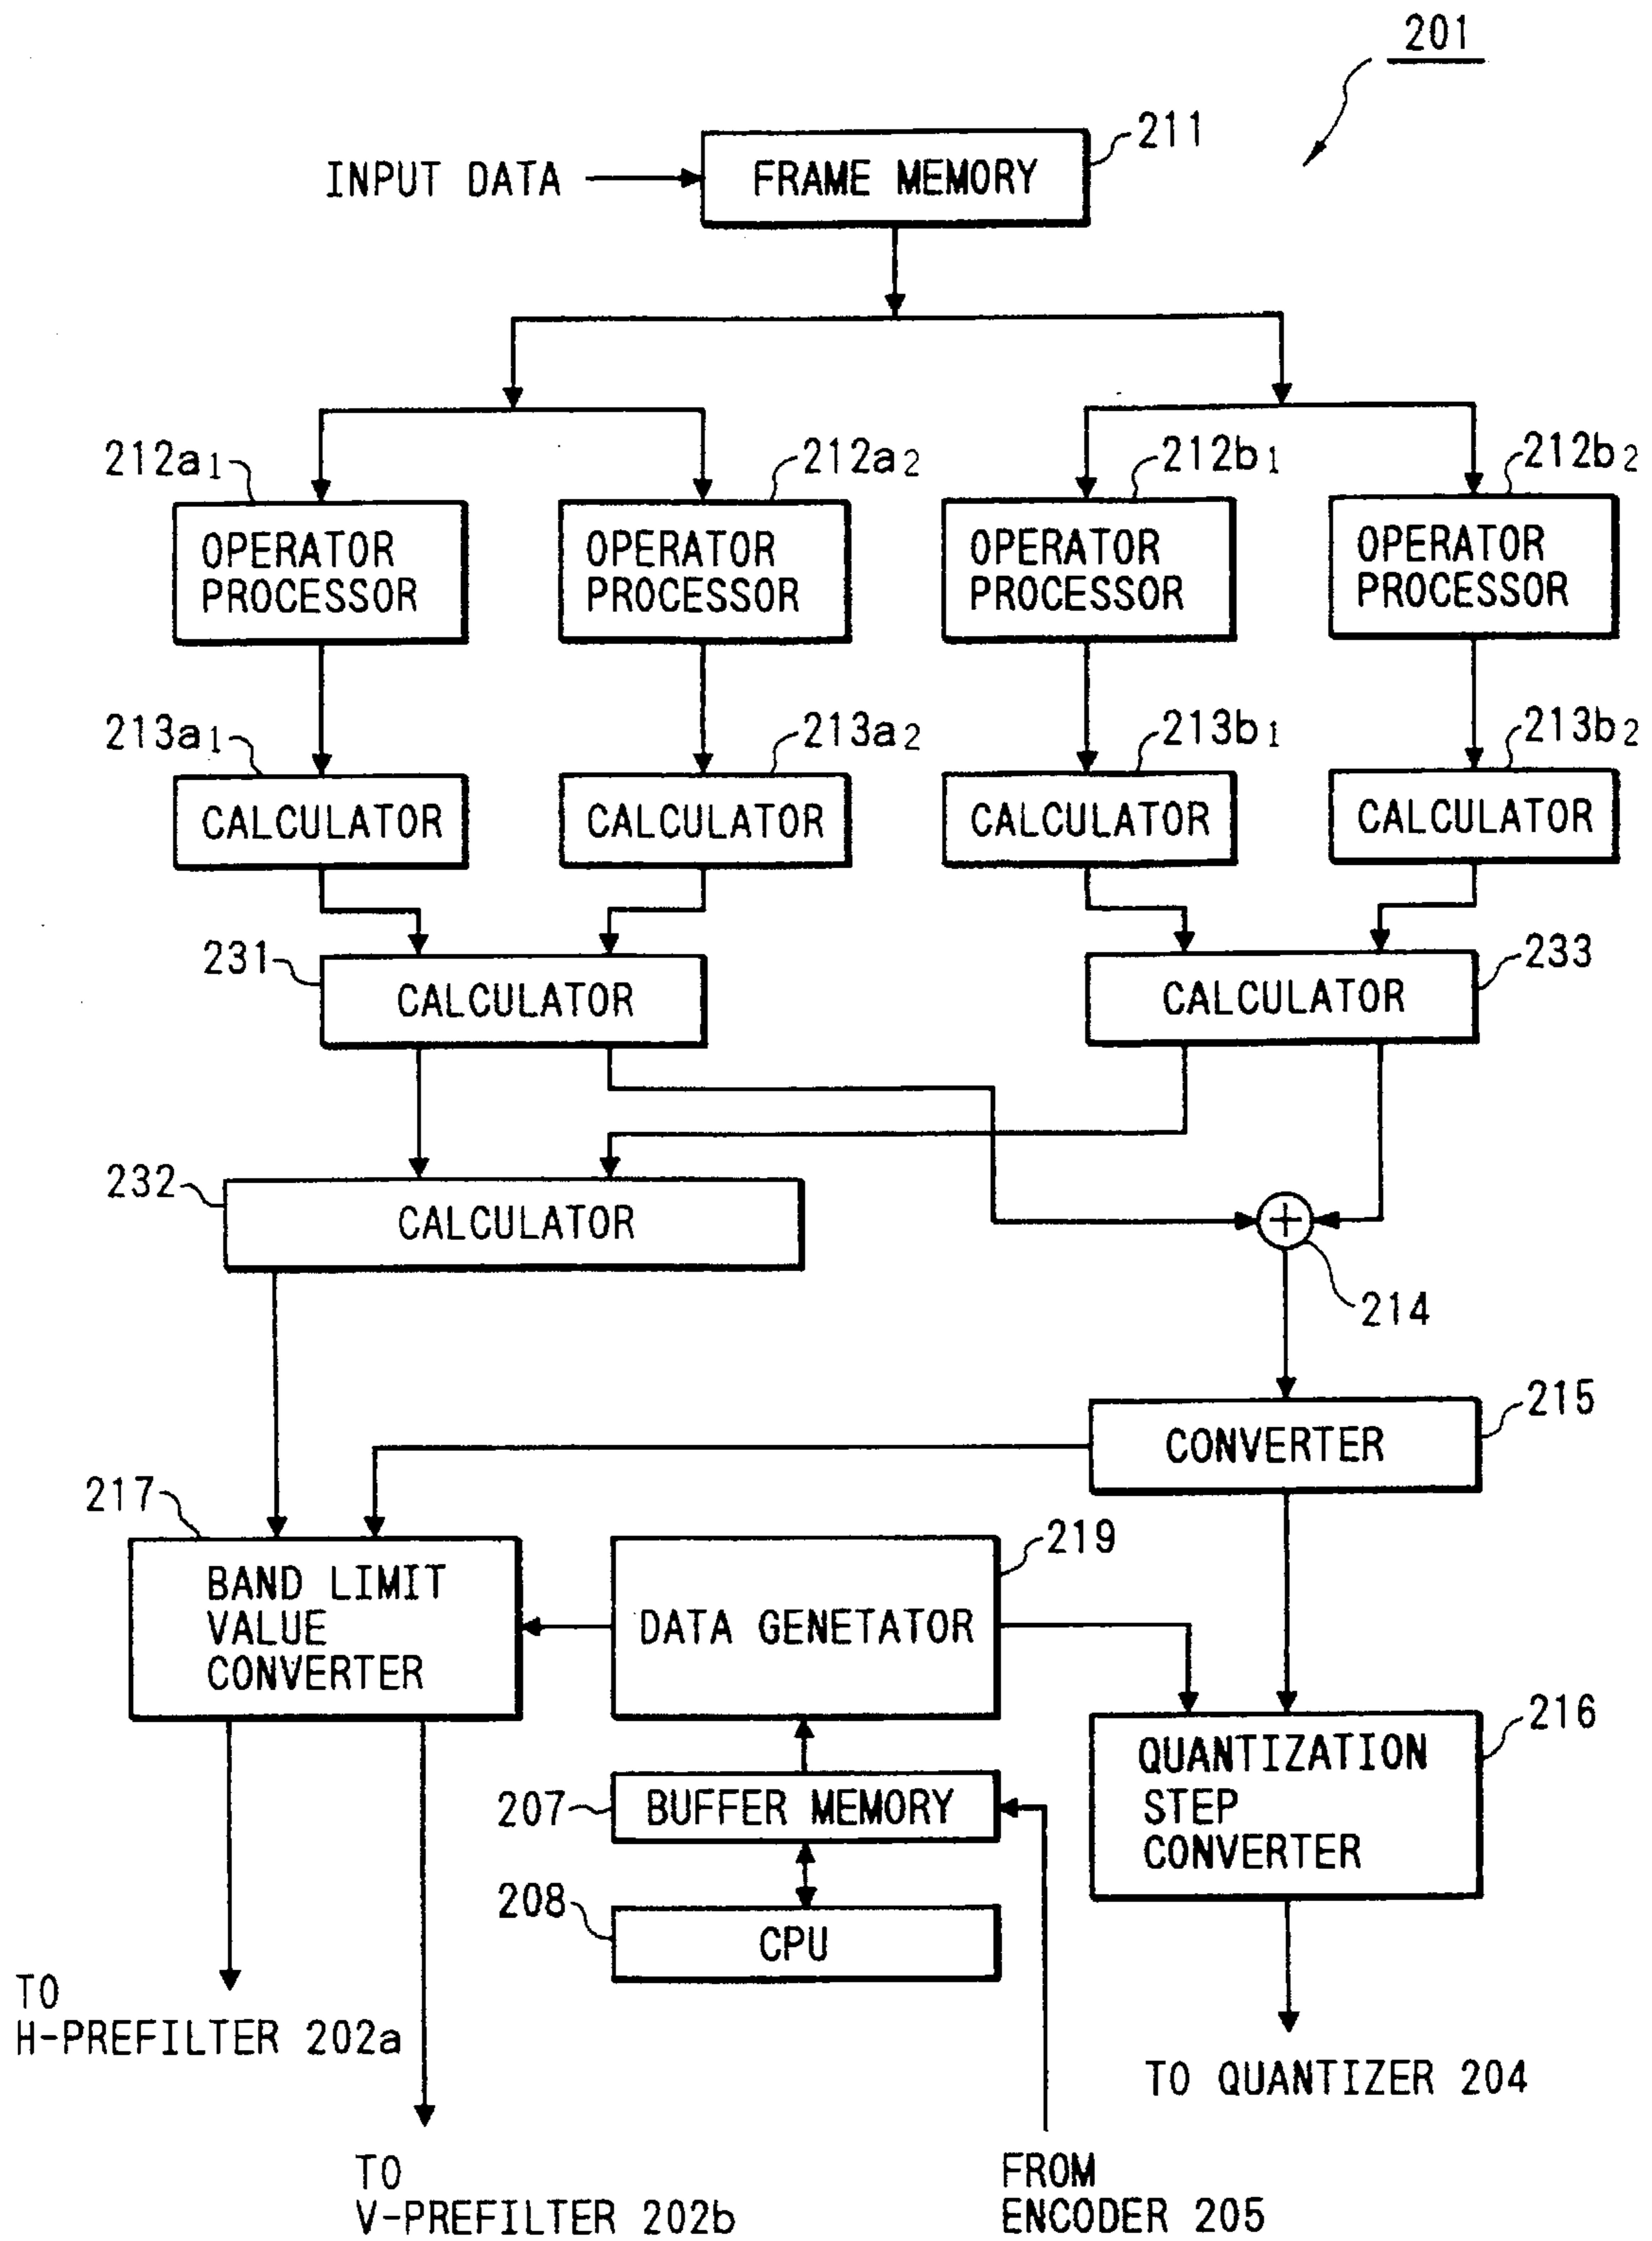 201
211
INPUT DATA
FRAME MEMORY
212a1
212a2
212b1
212b2
OPERATOR
PROCESSOR
OPERATOR
PROCESSOR
OPERATOR
PROCESSOR
OPERATOR
PROCESSOR
213a1
213a2
213b1
213b2
CALCULATOR
CALCULATOR
CALCULATOR
CALCULATOR
231
CALCULATOR
233
CALCULATOR
232
CALCULATOR
+
214
215
CONVERTER
217
BAND LIMIT
VALUE
CONVERTER
219
DATA GENETATOR
216
QUANTIZATION
STEP
CONVERTER
207
BUFFER MEMORY
208
CPU
TO
H-PREFILTER 202a
TO QUANTIZER 204
TO
V-PREFILTER 202b
FROM
ENCODER 205